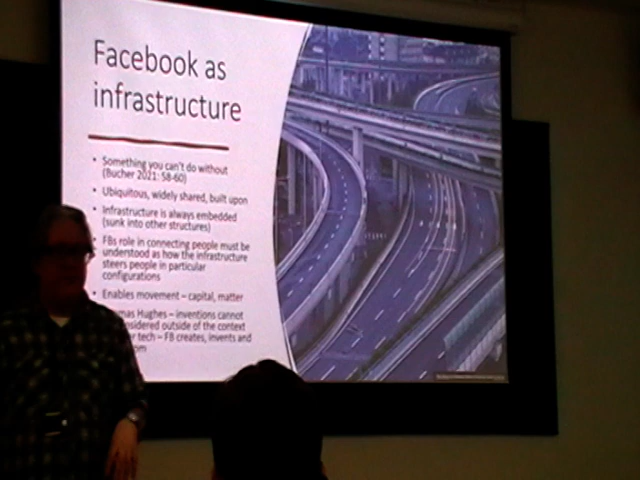 Facebook as
infrastructure
• Something you can't do without
(Bucher 2021: 58-60)
• Ubiquitous, widely shared, built upon
• Infrastructure is always embedded
(sunk into other structures)
• FBs role in connecting people must be
understood as how the infrastructure
steers people in particular
configurations
• Enables movement – capital, matter
Hughes – inventions cannot
outside of the context
tech – FB creates, invents and